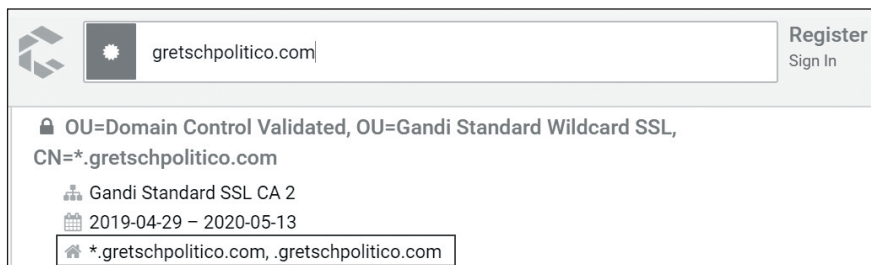 gretschpolitico.com
Register
Sign In
OU=Domain Control Validated, OU=Gandi Standard Wildcard SSL,
CN=*.gretschpolitico.com
Gandi Standard SSL CA 2
2019-04-29 – 2020-05-13
*.gretschpolitico.com, .gretschpolitico.com